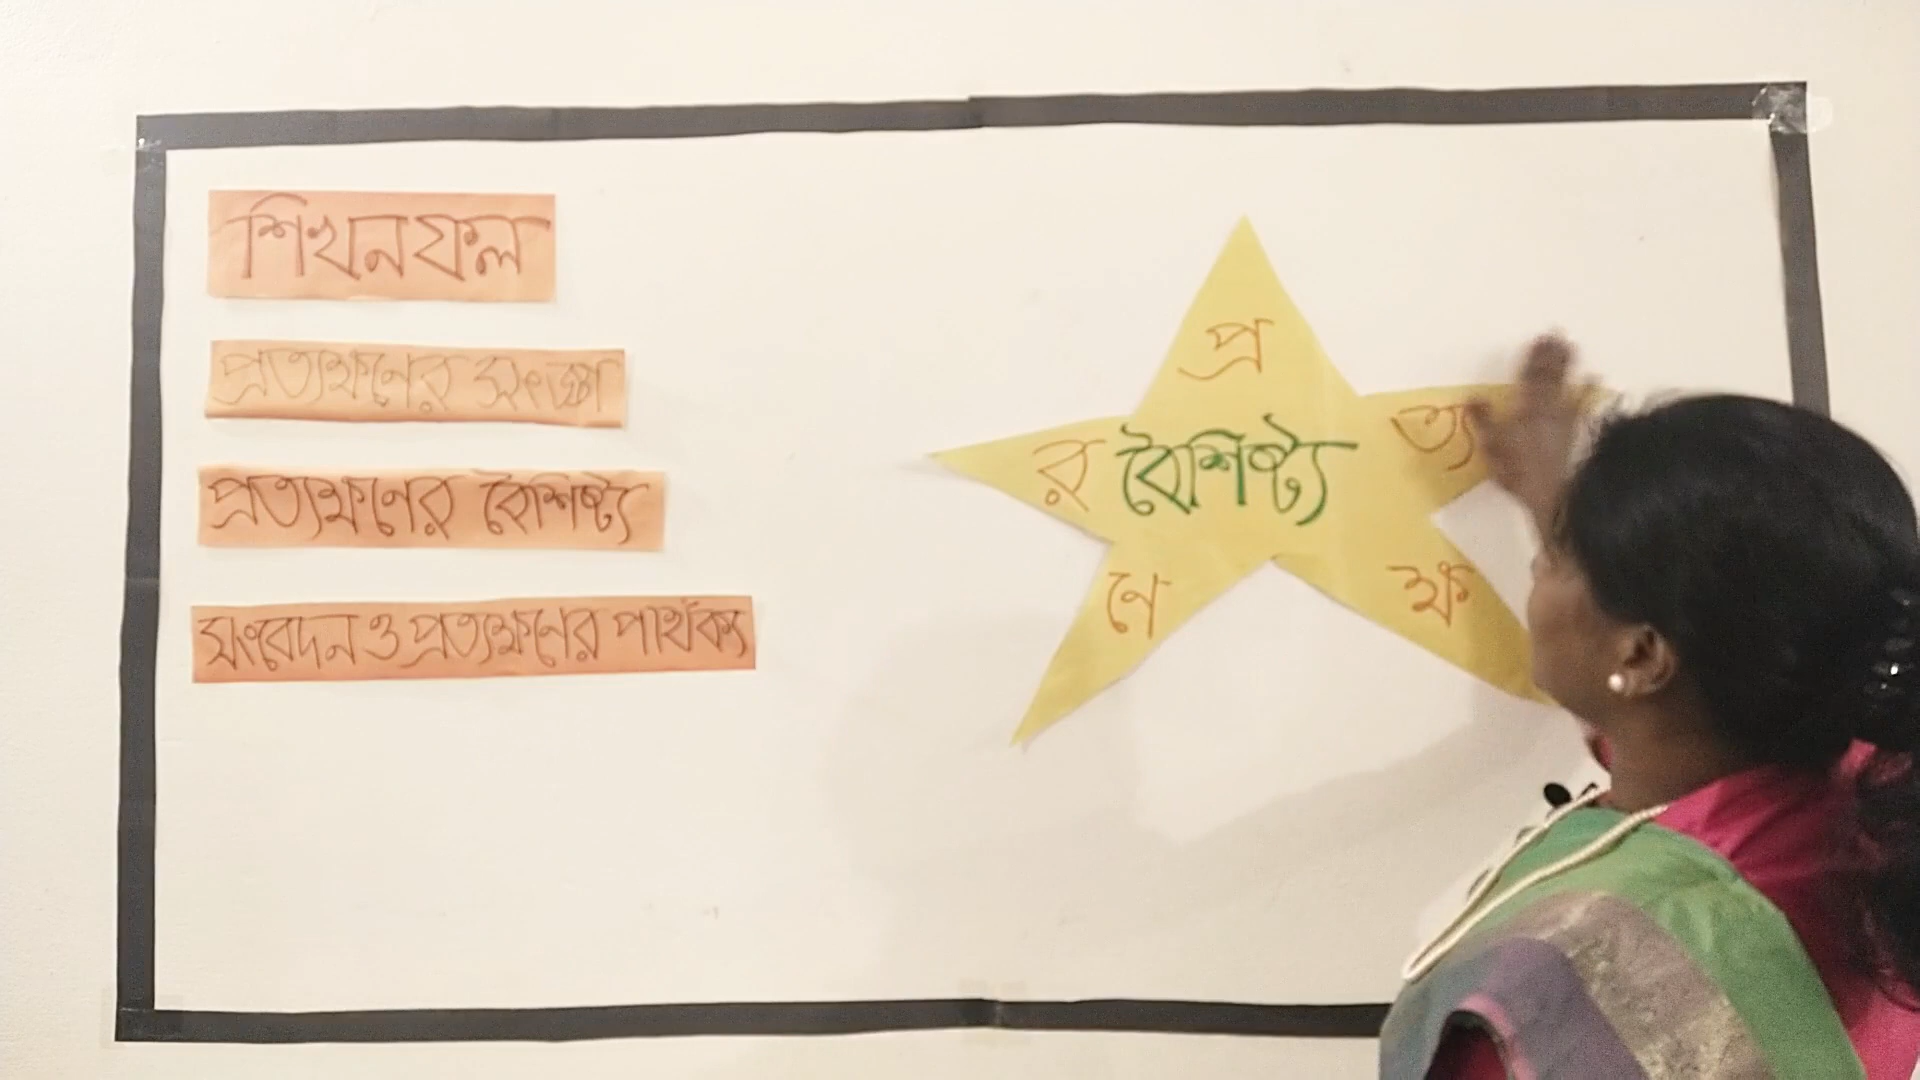 শিখনফল
প্রত্যক্ষণের সংজ্ঞা
প্রত্যক্ষণের বৈশিষ্ট্য
সংবেদন ও প্রত্যক্ষণের পার্থক্য
প্র
ত্য
ক্ষ
ণে
র
বৈশিষ্ট্য